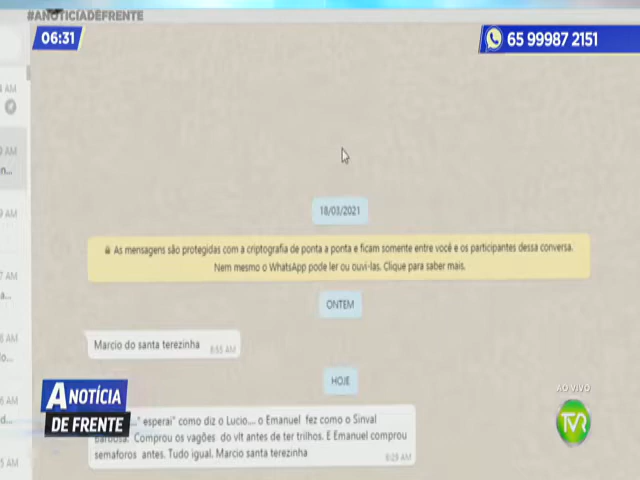 #ANOTICIADEFRENTE
06:31
65 99987 2151
18/03/2021
As mensagens são protegidas com a criptografia de ponta a ponta e ficam somente entre você e os participantes dessa conversa.
Nem mesmo o WhatsApp pode ler ou ouvi-las. Clique para saber mais.
ONTEM
Marcio do santa terezinha
8:55 AM
HOJE
..." esperai" como diz o Lucio.... o Emanuel fez como o Sinval
Barbosa. Comprou os vagões do vlt antes de ter trilhos. E Emanuel comprou
semaforos antes. Tudo igual. Marcio santa terezinha
9:29 AM
A NOTÍCIA
DE FRENTE
AO VIVO
TVR